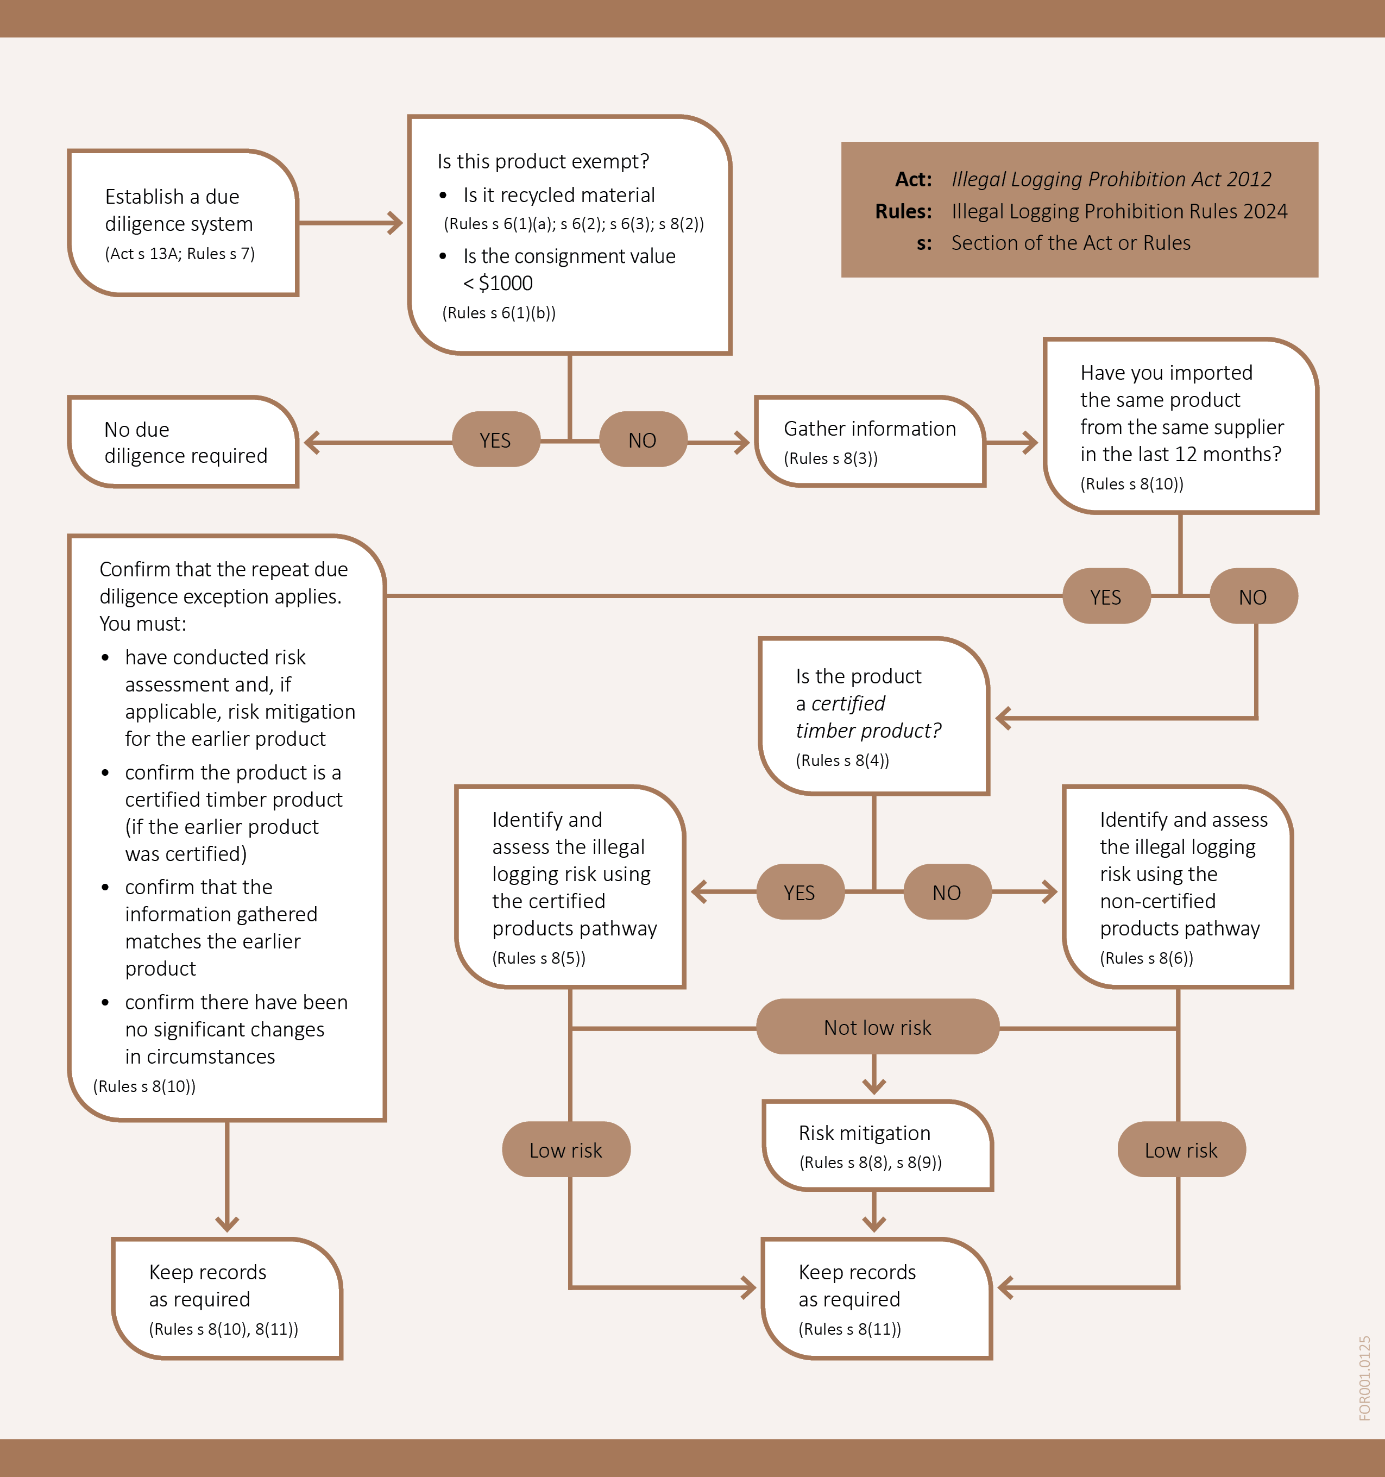 Establish a due
diligence system
(Act s 13A; Rules s 7)
Is this product exempt?
• Is it recycled material
(Rules s 6(1)(a); s 6(2); s 6(3); s 8(2))
• Is the consignment value
< $1000
(Rules s 6(1)(b))
Act: Illegal Logging Prohibition Act 2012
Rules: Illegal Logging Prohibition Rules 2024
s: Section of the Act or Rules
No due
diligence required
YES
NO
Gather information
(Rules s 8(3))
Have you imported
the same product
from the same supplier
in the last 12 months?
(Rules s 8(10))
YES
NO
Confirm that the repeat due
diligence exception applies.
You must:
• have conducted risk
assessment and, if
applicable, risk mitigation
for the earlier product
• confirm the product is a
certified timber product
(if the earlier product
was certified)
• confirm that the
information gathered
matches the earlier
product
• confirm there have been
no significant changes
in circumstances
(Rules s 8(10))
Is the product
a certified
timber product?
(Rules s 8(4))
YES
NO
Identify and
assess the illegal
logging risk using
the certified
products pathway
(Rules s 8(5))
Identify and assess
the illegal logging
risk using the
non-certified
products pathway
(Rules s 8(6))
Not low risk
Low risk
Risk mitigation
(Rules s 8(8), s 8(9))
Low risk
Keep records
as required
(Rules s 8(10), 8(11))
Keep records
as required
(Rules s 8(11))
FOR001.0125